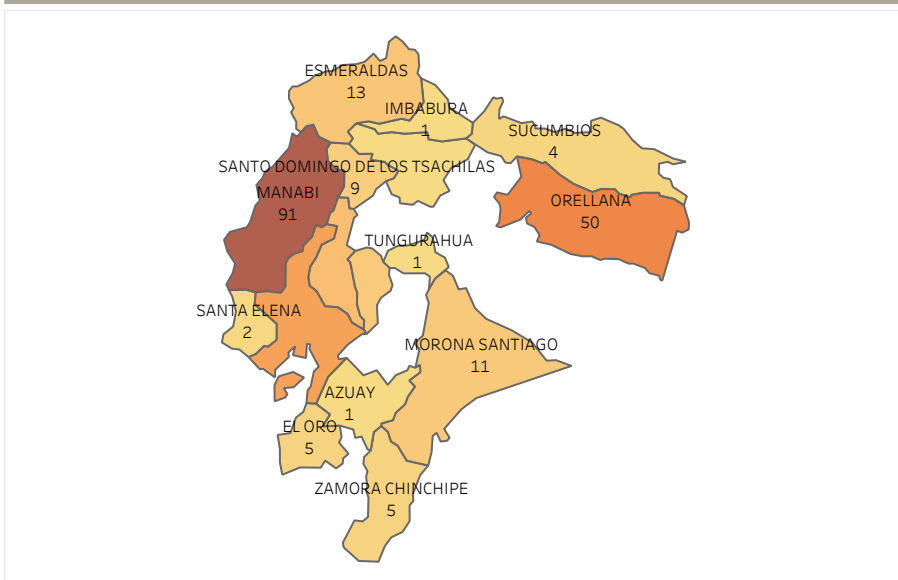 ESMERALDAS
13
IMBABURA
1
SUCUMBIOS
4
SANTO DOMINGO DE LOS TSACHILAS
9
MANABI
91
ORELLANA
50
TUNGURAHUA
1
SANTA ELENA
2
MORONA SANTIAGO
11
AZUAY
1
EL ORO
5
ZAMORA CHINCHIPE
5